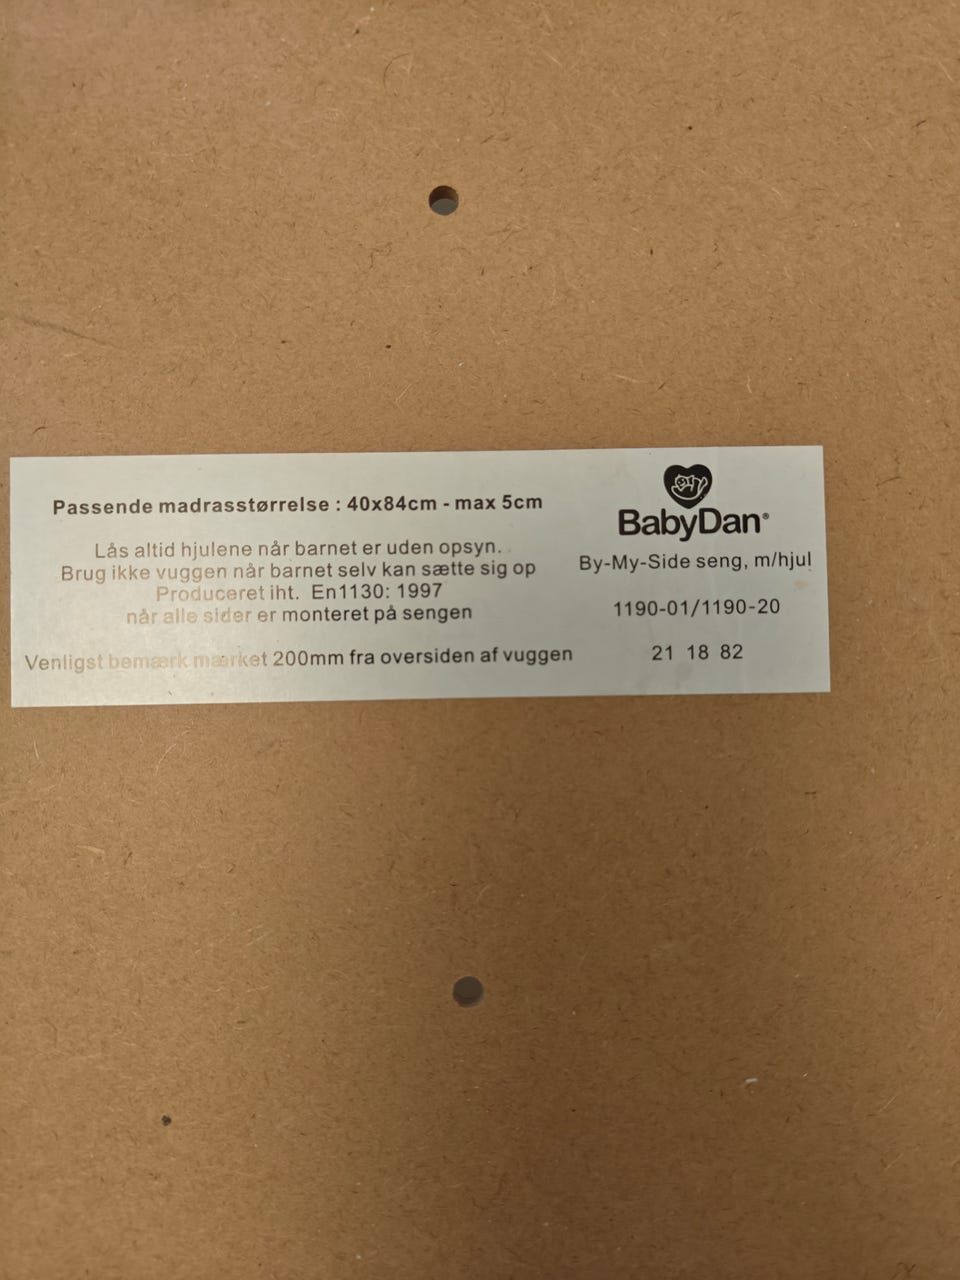 Passende madrasstørrelse : 40x84cm - max 5cm
Lås altid hjulene når barnet er uden opsyn.
Brug ikke vuggen når barnet selv kan sætte sig op
Produceret iht. En1130: 1997
når alle sider er monteret på sengen
Venligst bemærk mærket 200mm fra oversiden af vuggen
BabyDan®
By-My-Side seng, m/hjul
1190-01/1190-20
21 18 82